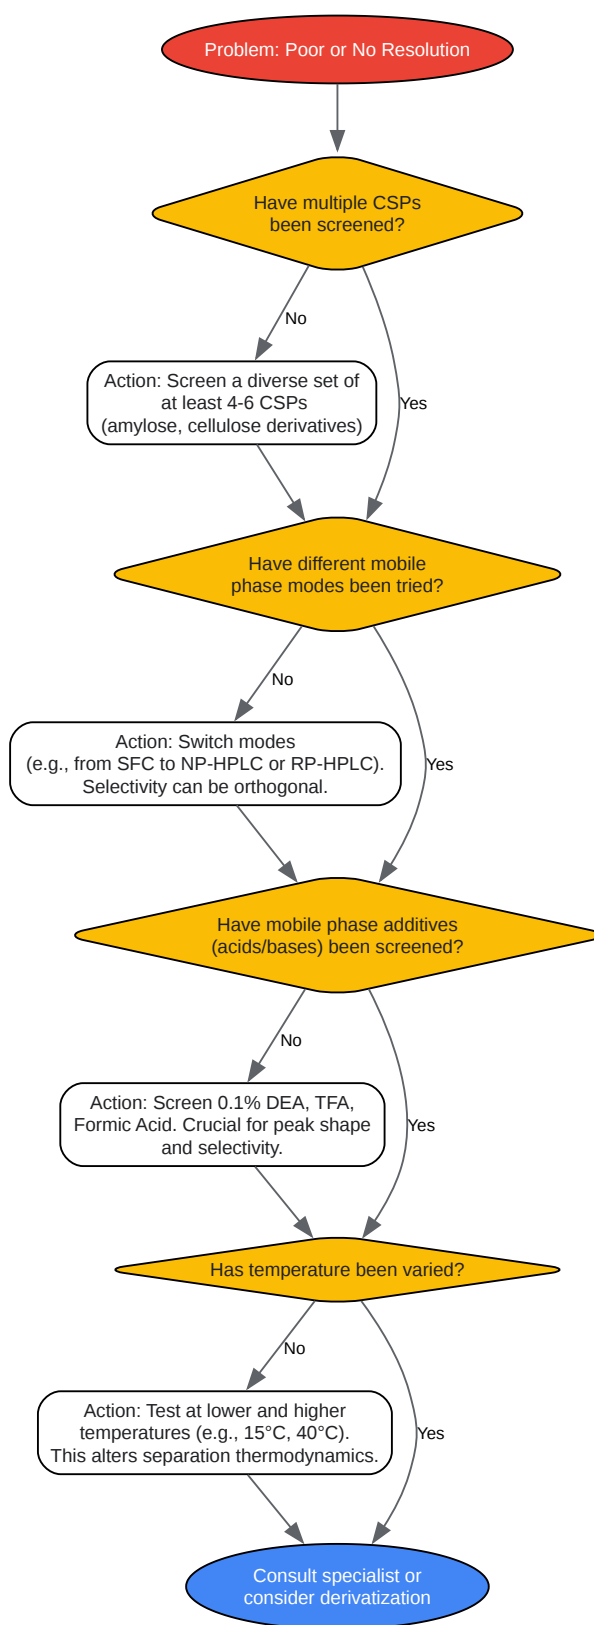 Problem: Poor or No Resolution
Have multiple CSPs
been screened?
No
Action: Screen a diverse set of
at least 4-6 CSPs
(amylose, cellulose derivatives)
Yes
Have different mobile
phase modes been tried?
No
Action: Switch modes
(e.g., from SFC to NP-HPLC or RP-HPLC).
Selectivity can be orthogonal.
Yes
Have mobile phase additives
(acids/bases) been screened?
No
Action: Screen 0.1% DEA, TFA,
Formic Acid. Crucial for peak shape
and selectivity.
Yes
Has temperature been varied?
No
Action: Test at lower and higher
temperatures (e.g., 15°C, 40°C).
This alters separation thermodynamics.
Yes
Consult specialist or
consider derivatization